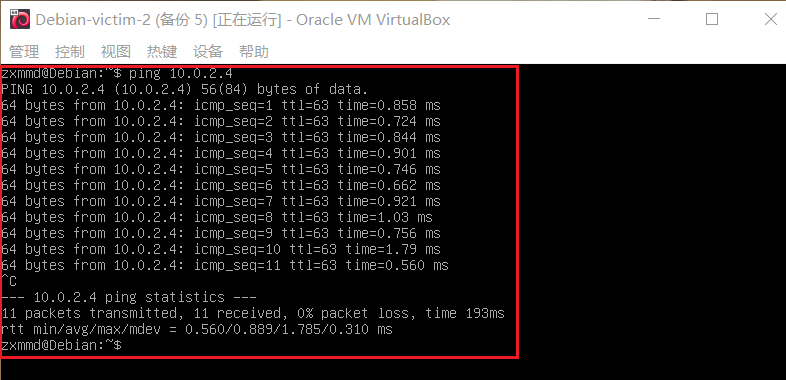 Debian-victim-2 (备份 5) [正在运行] - Oracle VM VirtualBox
管理 控制 视图 热键 设备 帮助
zxmmd@Debian:~$ ping 10.0.2.4
PING 10.0.2.4 (10.0.2.4) 56(84) bytes of data.
64 bytes from 10.0.2.4: icmp_seq=1 ttl=63 time=0.858 ms
64 bytes from 10.0.2.4: icmp_seq=2 ttl=63 time=0.724 ms
64 bytes from 10.0.2.4: icmp_seq=3 ttl=63 time=0.844 ms
64 bytes from 10.0.2.4: icmp_seq=4 ttl=63 time=0.901 ms
64 bytes from 10.0.2.4: icmp_seq=5 ttl=63 time=0.746 ms
64 bytes from 10.0.2.4: icmp_seq=6 ttl=63 time=0.662 ms
64 bytes from 10.0.2.4: icmp_seq=7 ttl=63 time=0.921 ms
64 bytes from 10.0.2.4: icmp_seq=8 ttl=63 time=1.03 ms
64 bytes from 10.0.2.4: icmp_seq=9 ttl=63 time=0.756 ms
64 bytes from 10.0.2.4: icmp_seq=10 ttl=63 time=1.79 ms
64 bytes from 10.0.2.4: icmp_seq=11 ttl=63 time=0.560 ms
^C
--- 10.0.2.4 ping statistics ---
11 packets transmitted, 11 received, 0% packet loss, time 193ms
rtt min/avg/max/mdev = 0.560/0.889/1.785/0.310 ms
zxmmd@Debian:~$